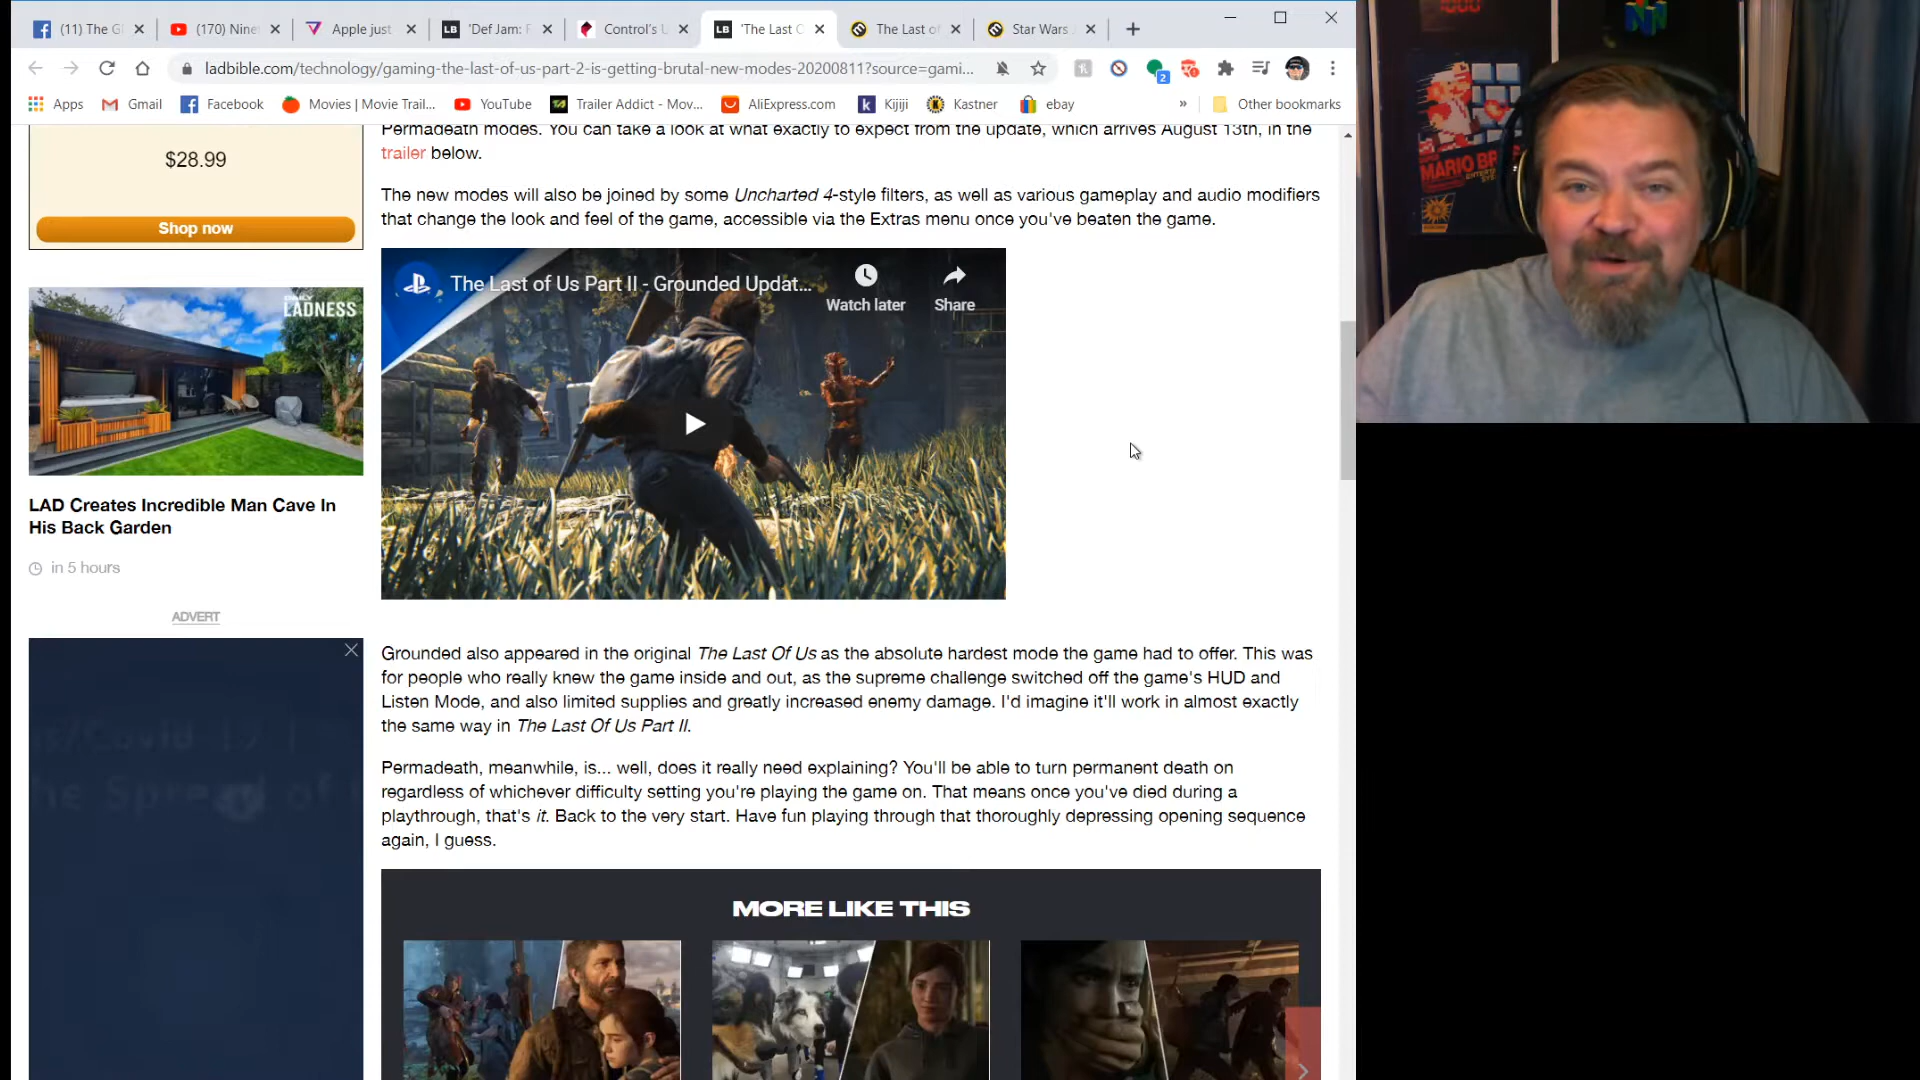 (11) The G
(170) Nine
Apple just
LB
'Def Jam: F
Control's U
LB
'The Last O
The Last of
Star Wars
ladbible.com/technology/gaming-the-last-of-us-part-2-is-getting-brutal-new-modes-20200811?source=gami...
2
Apps
Gmail
Facebook
Movies | Movie Trail...
YouTube
Trailer Addict - Mov...
AliExpress.com
Kijiji
Kastner
ebay
»
Other bookmarks
$28.99
Shop now
DAILY
LADNESS
LAD Creates Incredible Man Cave In
His Back Garden
in 5 hours
ADVERT
Permadeath modes. You can take a look at what exactly to expect from the update, which arrives August 13th, in the
trailer below.
The new modes will also be joined by some Uncharted 4-style filters, as well as various gameplay and audio modifiers
that change the look and feel of the game, accessible via the Extras menu once you've beaten the game.
The Last of Us Part II - Grounded Updat...
Watch later
Share
Grounded also appeared in the original The Last Of Us as the absolute hardest mode the game had to offer. This was
for people who really knew the game inside and out, as the supreme challenge switched off the game's HUD and
Listen Mode, and also limited supplies and greatly increased enemy damage. I'd imagine it'll work in almost exactly
the same way in The Last Of Us Part II.
Permadeath, meanwhile, is... well, does it really need explaining? You'll be able to turn permanent death on
regardless of whichever difficulty setting you're playing the game on. That means once you've died during a
playthrough, that's it. Back to the very start. Have fun playing through that thoroughly depressing opening sequence
again, I guess.
MORE LIKE THIS
MARIO BR